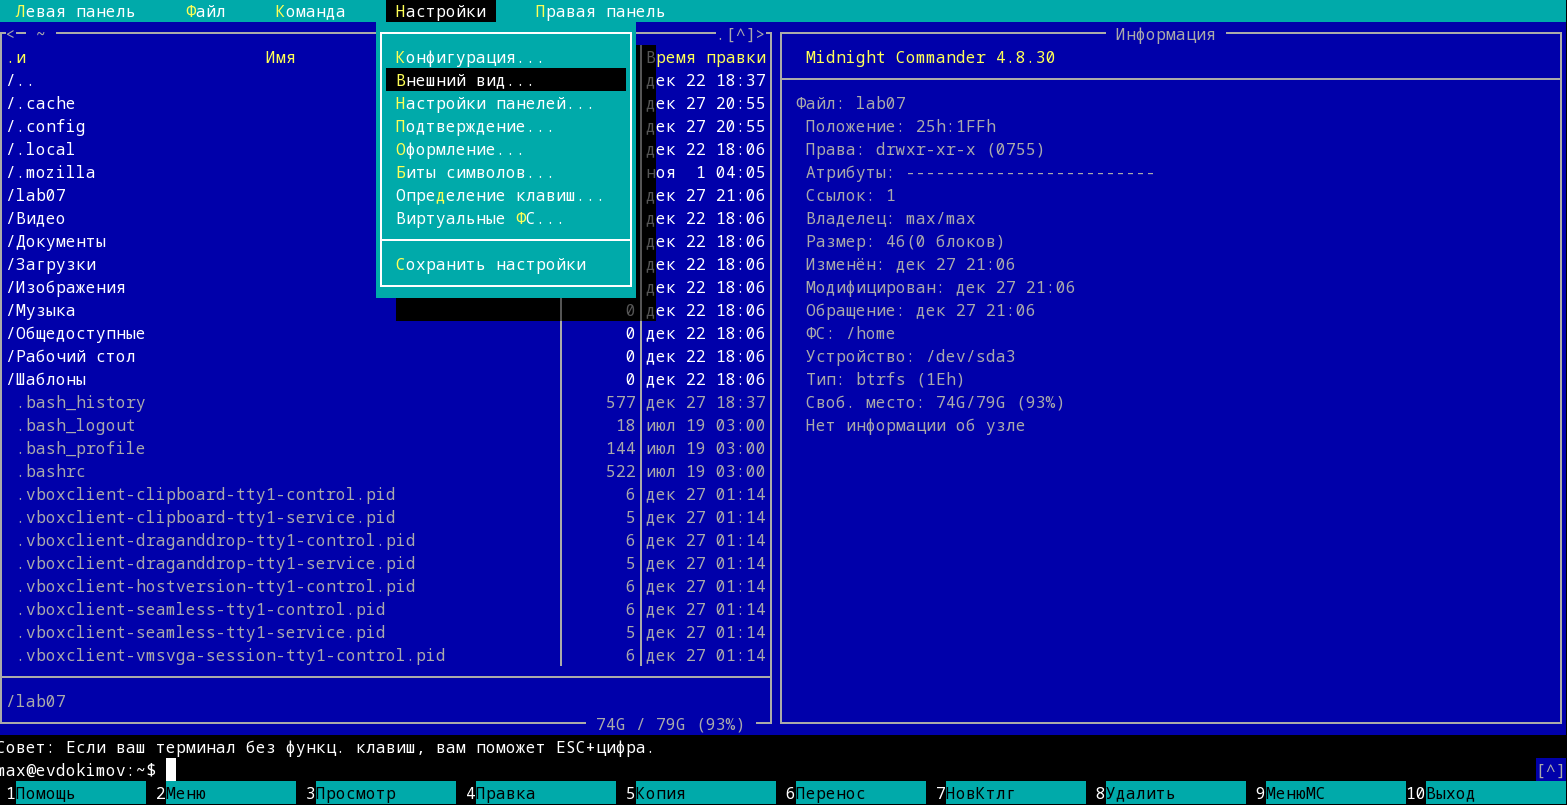 Левая панель Файл Команда Настройки Правая панель
<─ ~ .[^]>
.и Имя Время правки
/.. дек 22 18:37
/.cache дек 27 20:55
/.config дек 27 20:55
/.local дек 22 18:06
/.mozilla ноя 1 04:05
/lab07 дек 27 21:06
/Видео дек 22 18:06
/Документы дек 22 18:06
/Загрузки дек 22 18:06
/Изображения дек 22 18:06
/Музыка 0 дек 22 18:06
/Общедоступные 0 дек 22 18:06
/Рабочий стол 0 дек 22 18:06
/Шаблоны 0 дек 22 18:06
.bash_history 577 дек 27 18:37
.bash_logout 18 июл 19 03:00
.bash_profile 144 июл 19 03:00
.bashrc 522 июл 19 03:00
.vboxclient-clipboard-tty1-control.pid 6 дек 27 01:14
.vboxclient-clipboard-tty1-service.pid 5 дек 27 01:14
.vboxclient-draganddrop-tty1-control.pid 6 дек 27 01:14
.vboxclient-draganddrop-tty1-service.pid 5 дек 27 01:14
.vboxclient-hostversion-tty1-control.pid 6 дек 27 01:14
.vboxclient-seamless-tty1-control.pid 6 дек 27 01:14
.vboxclient-seamless-tty1-service.pid 5 дек 27 01:14
.vboxclient-vmsvga-session-tty1-control.pid 6 дек 27 01:14
/lab07
74G / 79G (93%)
Конфигурация...
Внешний вид...
Настройки панелей...
Подтверждение...
Оформление...
Биты символов...
Определение клавиш...
Виртуальные ФС...
Сохранить настройки
Информация
Midnight Commander 4.8.30
Файл: lab07
Положение: 25h:1FFh
Права: drwxr-xr-x (0755)
Атрибуты: -------------------------
Ссылок: 1
Владелец: max/max
Размер: 46(0 блоков)
Изменён: дек 27 21:06
Модифицирован: дек 27 21:06
Обращение: дек 27 21:06
ФС: /home
Устройство: /dev/sda3
Тип: btrfs (1Eh)
Своб. место: 74G/79G (93%)
Нет информации об узле
Совет: Если ваш терминал без функц. клавиш, вам поможет ESC+цифра.
max@evdokimov:~$ [^]
1Помощь 2Меню 3Просмотр 4Правка 5Копия 6Перенос 7НовКтлг 8Удалить 9МенюMC 10Выход